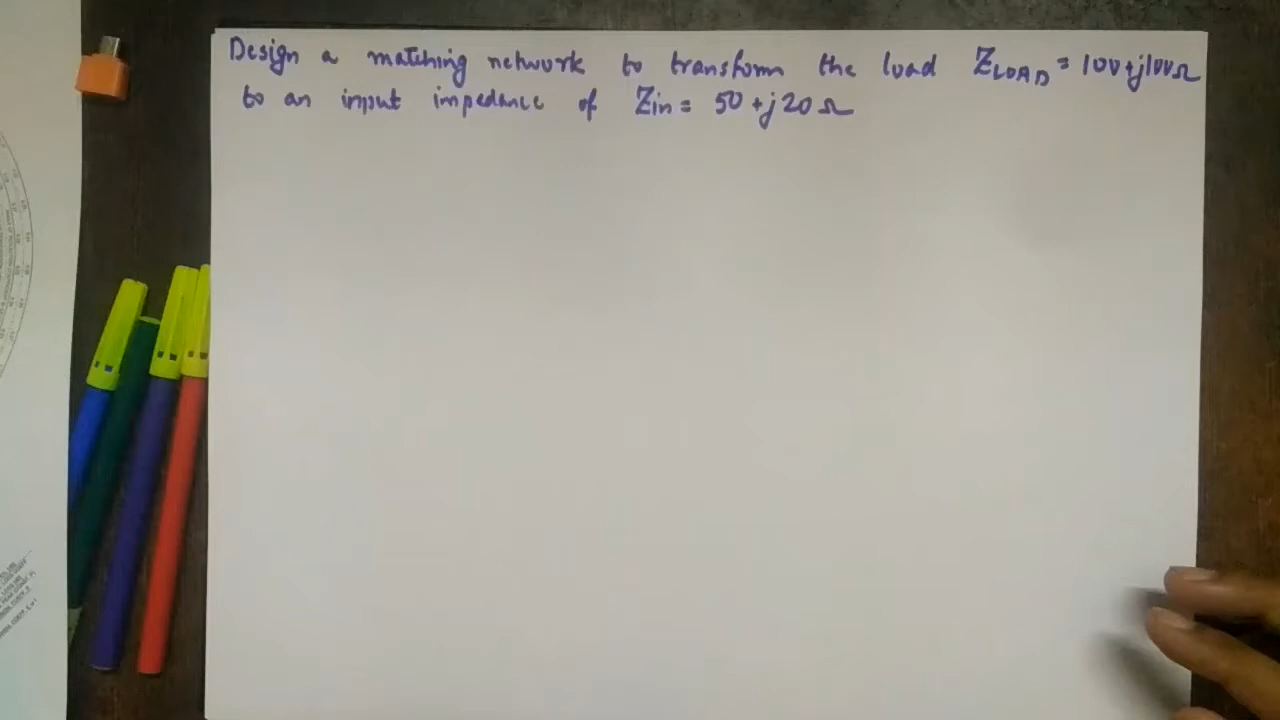 Design a matching network to transform the load ZLOAD = 100+j100Ω
to an input impedance of Zin = 50+j20Ω